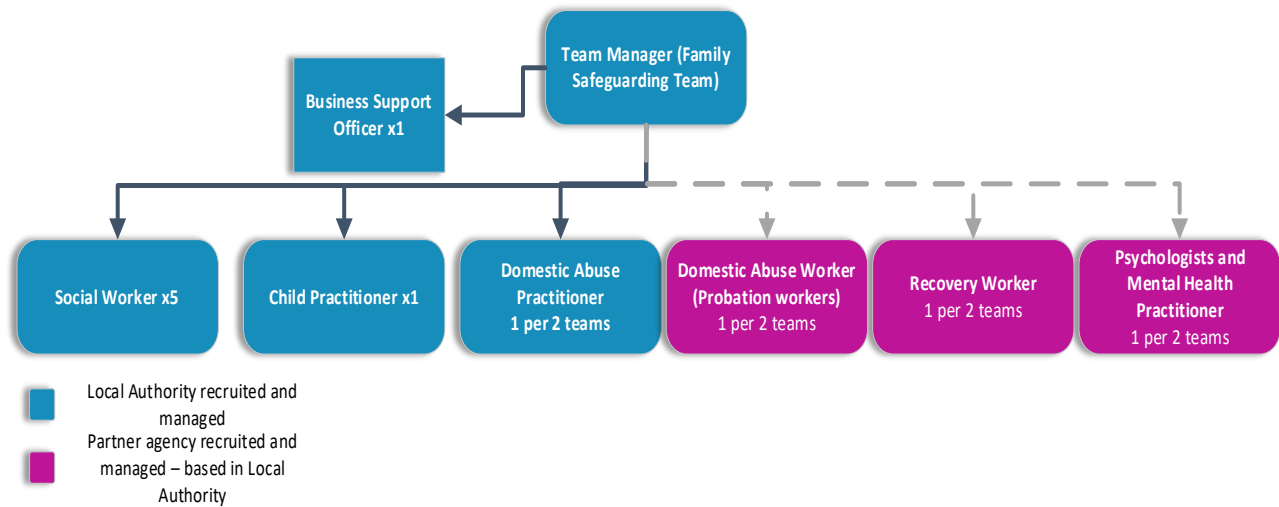 Team Manager (Family
Safeguarding Team)
Business Support
Officer x1
Social Worker x5
Child Practitioner x1
Domestic Abuse
Practitioner
1 per 2 teams
Domestic Abuse Worker
(Probation workers)
1 per 2 teams
Recovery Worker
1 per 2 teams
Psychologists and
Mental Health
Practitioner
1 per 2 teams
Local Authority recruited and
managed
Partner agency recruited and
managed – based in Local
Authority